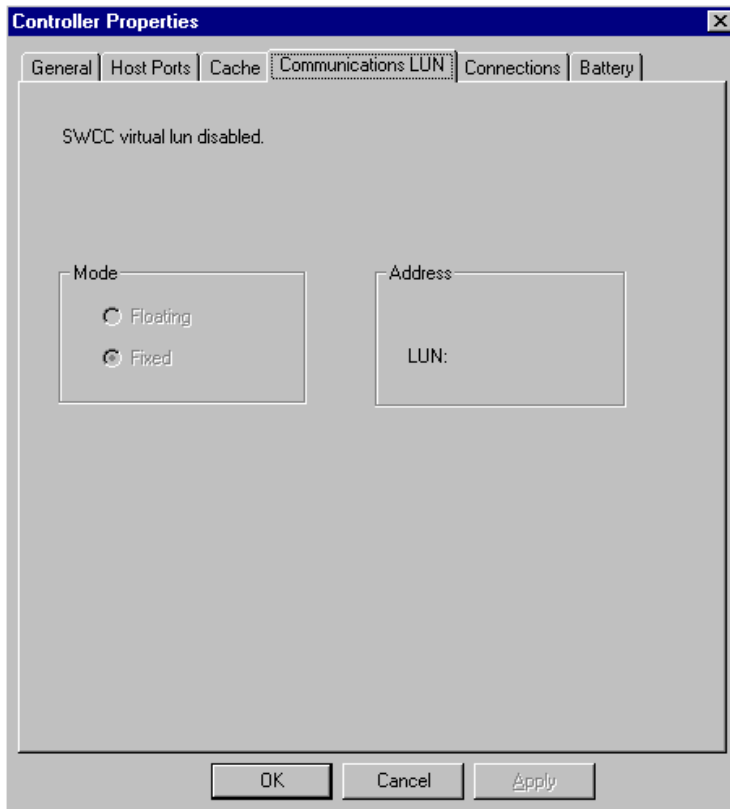 Controller Properties
General Host Ports Cache Communications LUN Connections Battery
SWCC virtual lun disabled.
Mode
Floating
Fixed
Address
LUN:
OK Cancel Apply